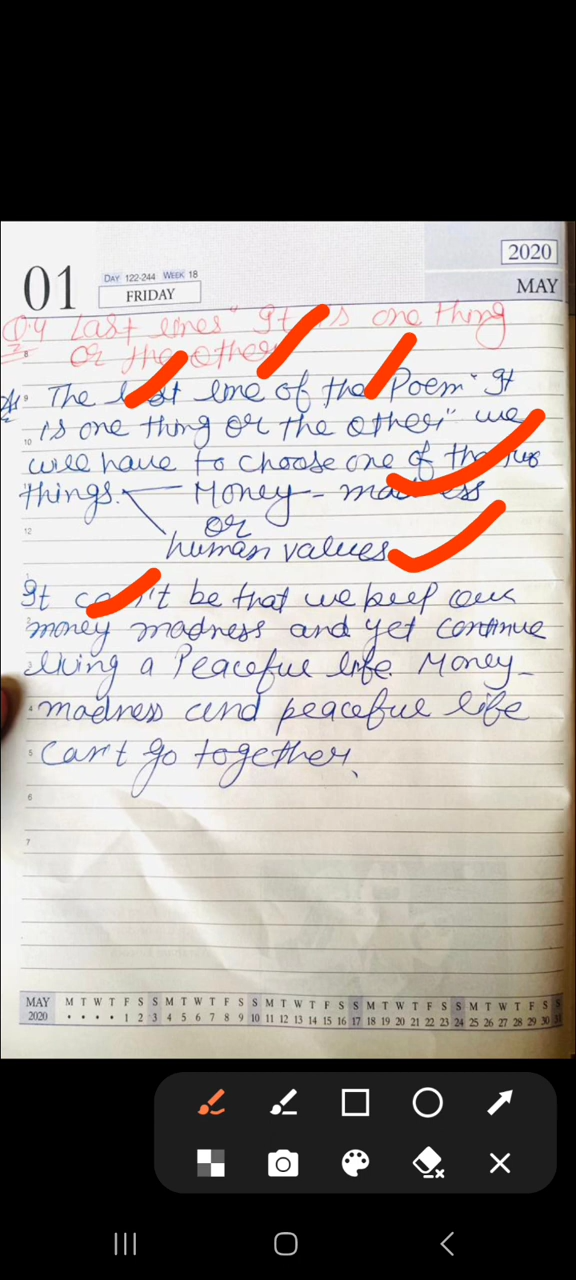 2020
01
DAY 122-244 WEEK 18
FRIDAY
MAY
Q.4 Last lines "It is one thing
or the other
The last line of the Poem "It
is one thing or the other" we
will have to choose one of the two
things. Money - madness
or
human values
It can't be that we keep our
money madness and yet continue
living a Peaceful life. Money-
madness and peaceful life
can't go together.
MAY M T W T F S S M T W T F S S M T W T F S S M T W T F S S M T W T F S S
2020 • • • • 1 2 3 4 5 6 7 8 9 10 11 12 13 14 15 16 17 18 19 20 21 22 23 24 25 26 27 28 29 30 31